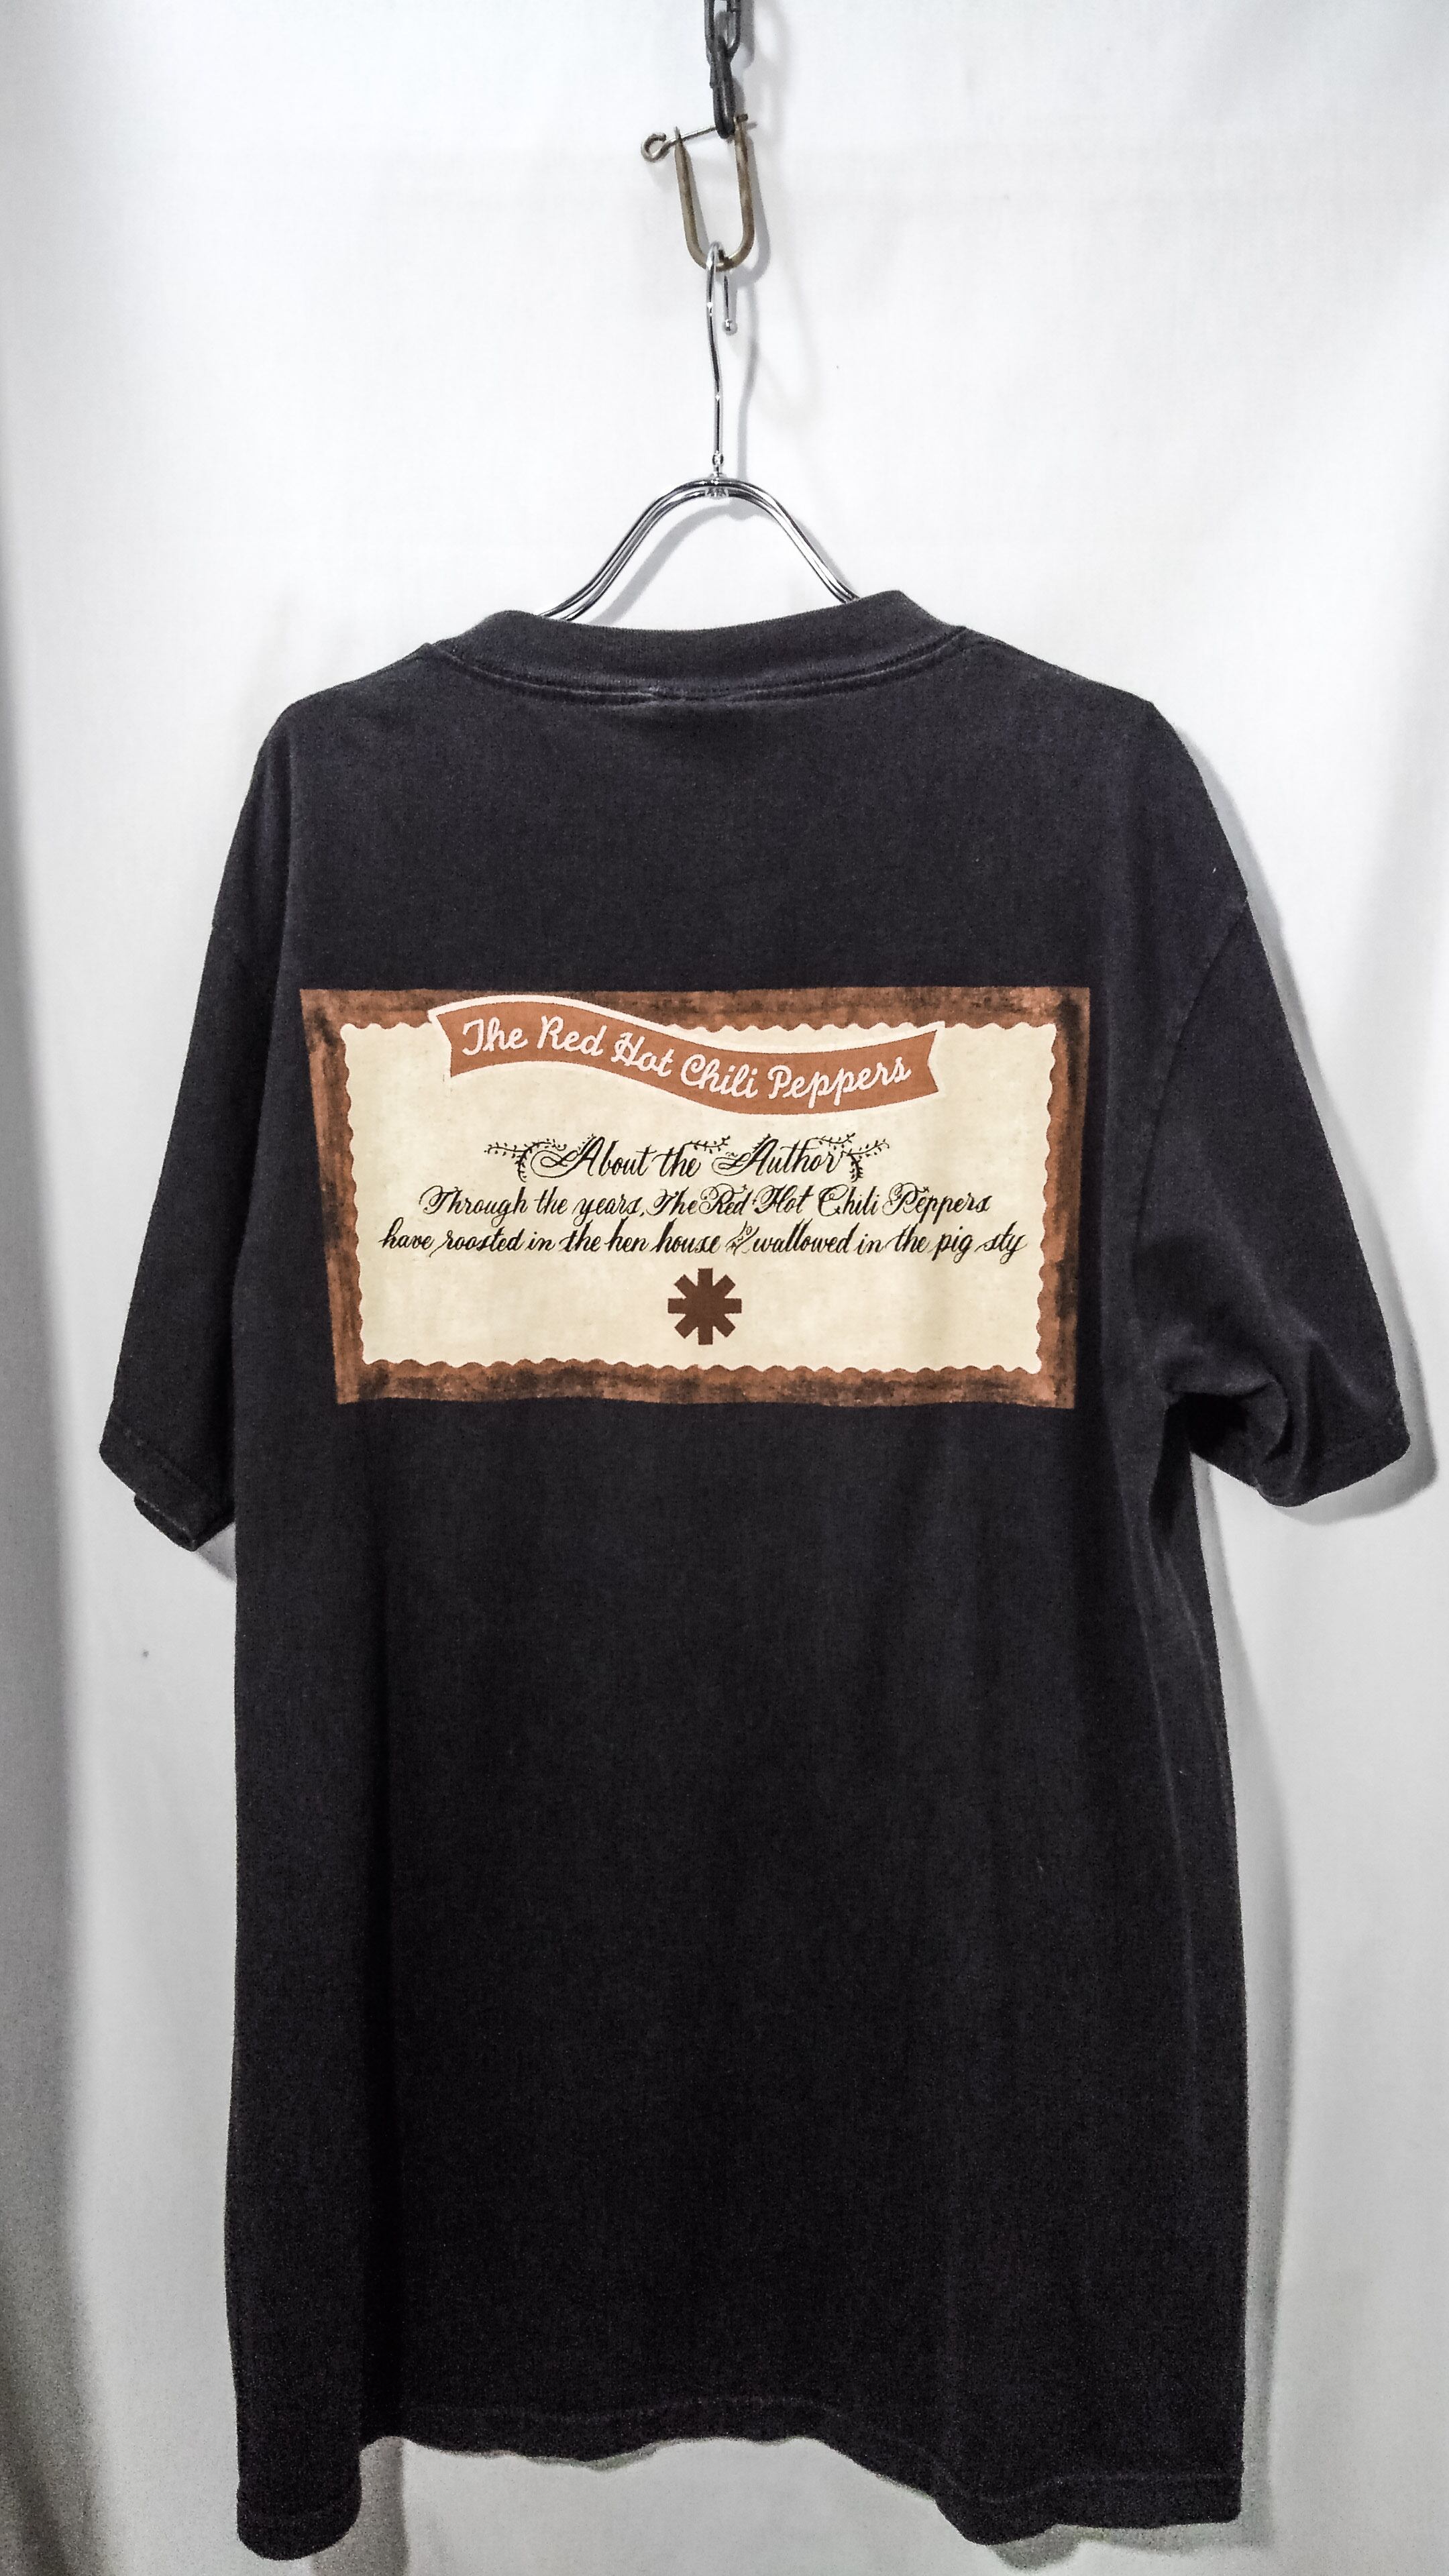 The Red Hot Chili Peppers
About the Author
Through the years, The Red Hot Chili Peppers
have roosted in the hen house & wallowed in the pig sty